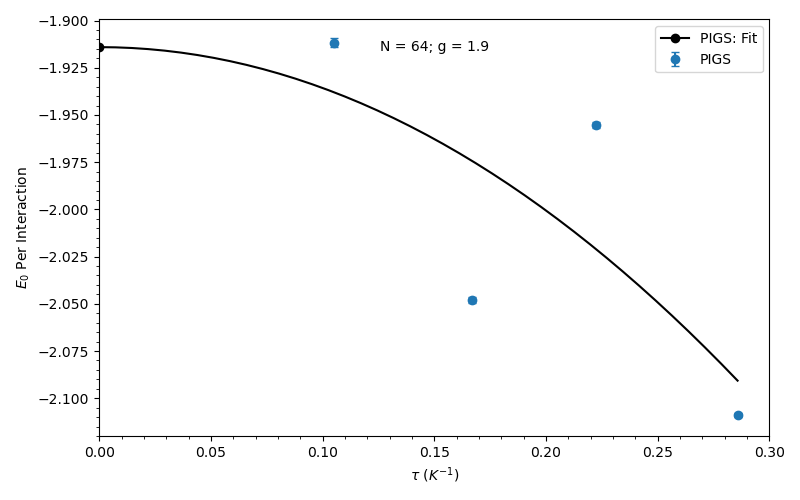 −1.900
−1.925
−1.950
−1.975
−2.000
−2.025
−2.050
−2.075
−2.100
E₀ Per Interaction
N = 64; g = 1.9
PIGS: Fit
PIGS
0.00 0.05 0.10 0.15 0.20 0.25 0.30
τ (K⁻¹)